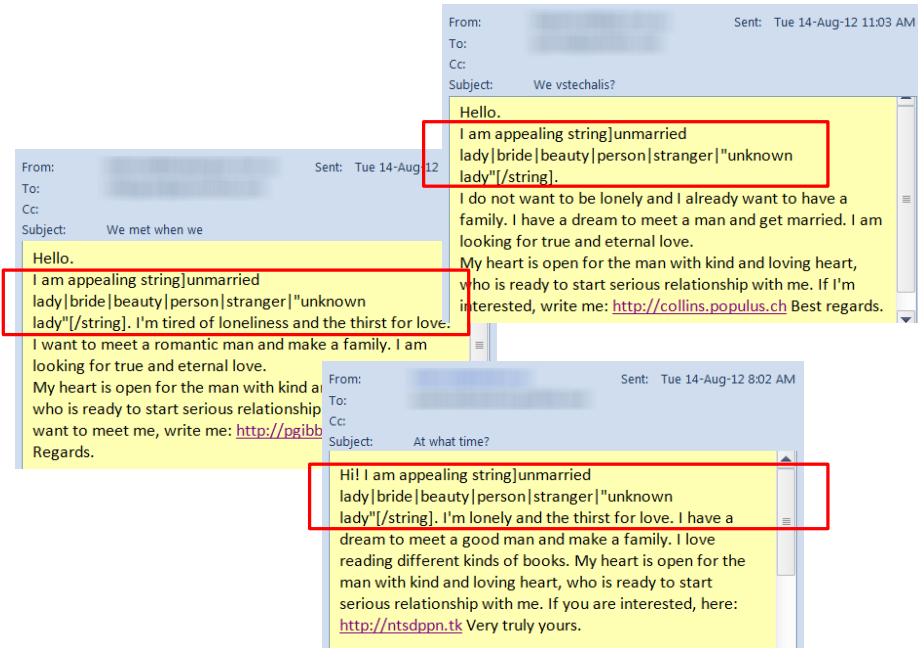 From:
Sent: Tue 14-Aug-12 11:03 AM
To:
Cc:
Subject: We vstechalis?
Hello.
I am appealing string]unmarried
lady|bride|beauty|person|stranger|"unknown
lady"[/string].
I do not want to be lonely and I already want to have a
family. I have a dream to meet a man and get married. I am
looking for true and eternal love.
My heart is open for the man with kind and loving heart,
who is ready to start serious relationship with me. If I'm
interested, write me: http://collins.populus.ch Best regards.
From:
Sent: Tue 14-Aug-12
To:
Cc:
Subject: We met when we
Hello.
I am appealing string]unmarried
lady|bride|beauty|person|stranger|"unknown
lady"[/string]. I'm tired of loneliness and the thirst for love.
I want to meet a romantic man and make a family. I am
looking for true and eternal love.
My heart is open for the man with kind
who is ready to start serious relationship
want to meet me, write me: http://pgibb
Regards.
From:
Sent: Tue 14-Aug-12 8:02 AM
To:
Cc:
Subject: At what time?
Hi! I am appealing string]unmarried
lady|bride|beauty|person|stranger|"unknown
lady"[/string]. I'm lonely and the thirst for love. I have a
dream to meet a good man and make a family. I love
reading different kinds of books. My heart is open for the
man with kind and loving heart, who is ready to start
serious relationship with me. If you are interested, here:
http://ntsdppn.tk Very truly yours.